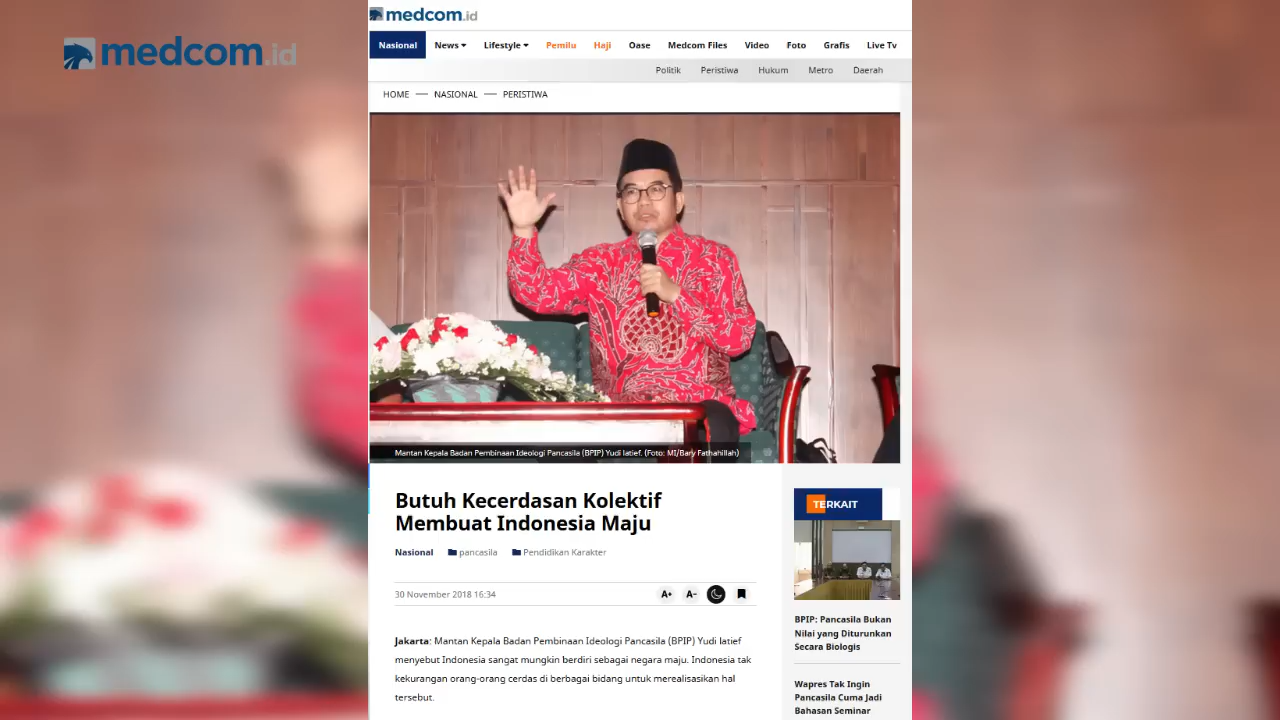 medcom.id
medcom.id
Nasional News Lifestyle Pemilu Haji Oase Medcom Files Video Foto Grafis Live Tv
Politik Peristiwa Hukum Metro Daerah
HOME — NASIONAL — PERISTIWA
Mantan Kepala Badan Pembinaan Ideologi Pancasila (BPIP) Yudi latief. (Foto: MI/Bary Fathahillah)
Butuh Kecerdasan Kolektif
Membuat Indonesia Maju
Nasional pancasila Pendidikan Karakter
30 November 2018 16:34
A+ A-
Jakarta: Mantan Kepala Badan Pembinaan Ideologi Pancasila (BPIP) Yudi latief
menyebut Indonesia sangat mungkin berdiri sebagai negara maju. Indonesia tak
kekurangan orang-orang cerdas di berbagai bidang untuk merealisasikan hal
tersebut.
TERKAIT
BPIP: Pancasila Bukan
Nilai yang Diturunkan
Secara Biologis
Wapres Tak Ingin
Pancasila Cuma Jadi
Bahasan Seminar